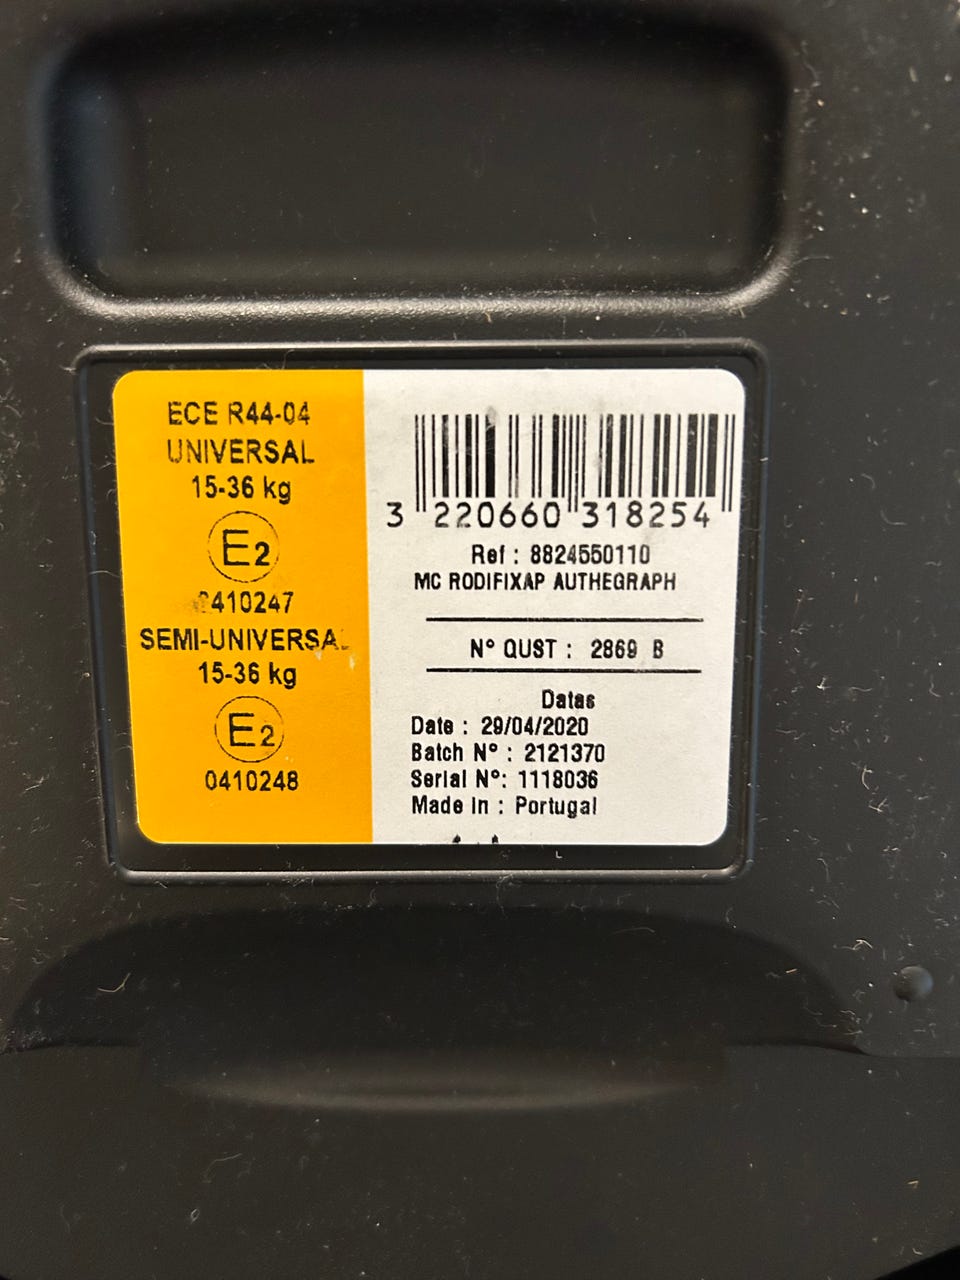 ECE R44-04
UNIVERSAL
15-36 kg
E2
410247
SEMI-UNIVERSAL
15-36 kg
E2
0410248
3 220660 318254
Ref : 8824550110
MC RODIFIXAP AUTHEGRAPH
N° QUST : 2869 B
Datas
Date : 29/04/2020
Batch N° : 2121370
Serial N°: 1118036
Made in : Portugal